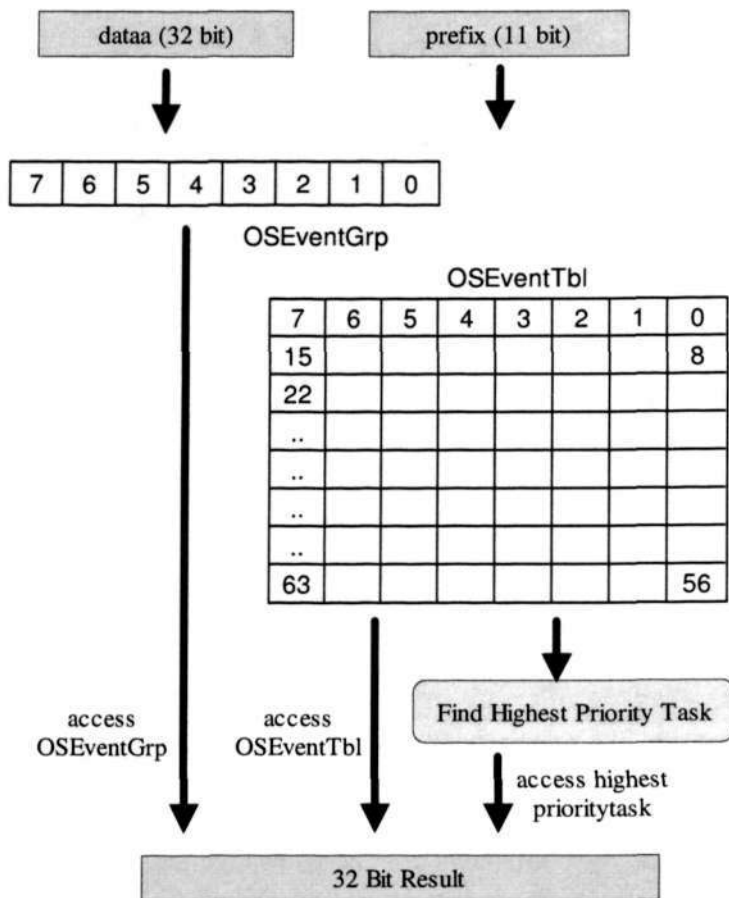 dataa (32 bit) prefix (11 bit)
7 6 5 4 3 2 1 0
OSEventGrp
OSEventTbl
7 6 5 4 3 2 1 0
15 8
22
..
..
..
..
63 56
Find Highest Priority Task
access
OSEventGrp
access
OSEventTbl
access highest
prioritytask
32 Bit Result